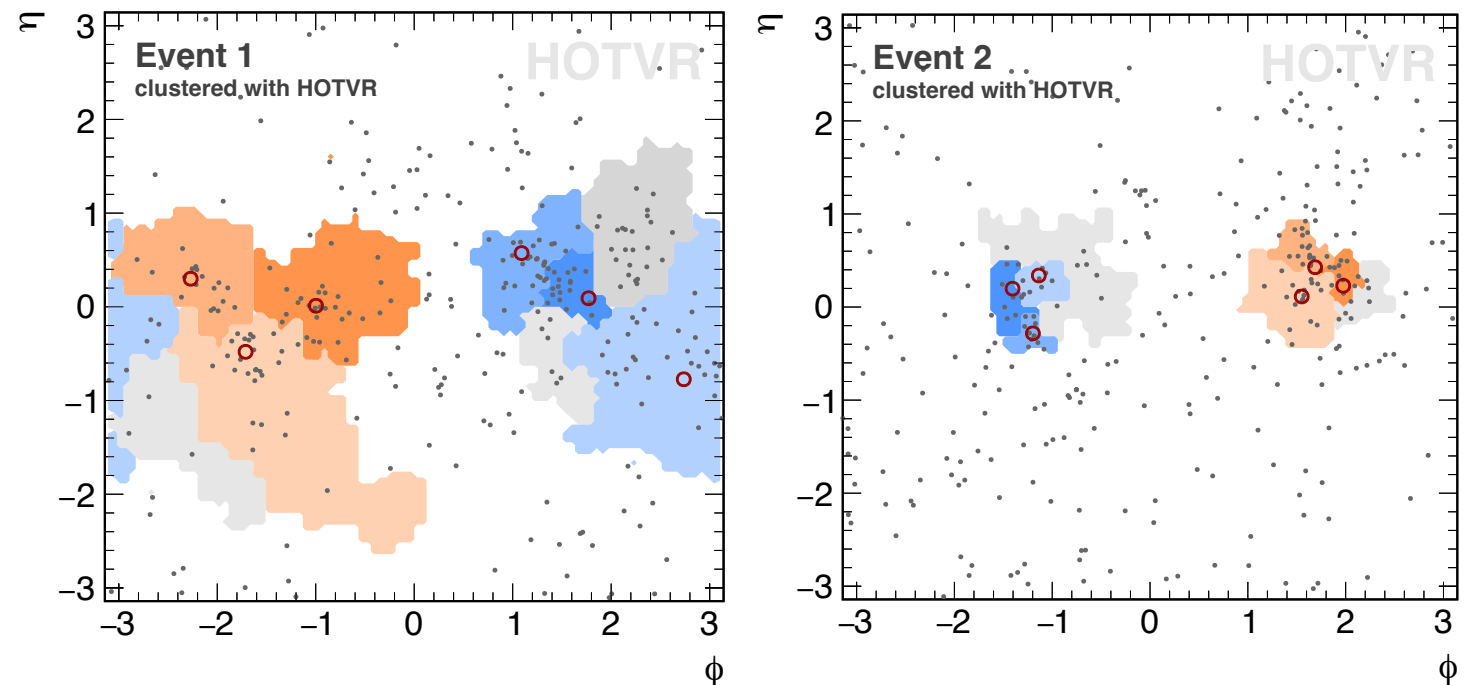 η
3
Event 1
HOTVR
clustered with HOTVR
2
1
0
−1
−2
−3
−3 −2 −1 0 1 2 3
ϕ
η
3
Event 2
HOTVR
clustered with HOTVR
2
1
0
−1
−2
−3
−3 −2 −1 0 1 2 3
ϕ